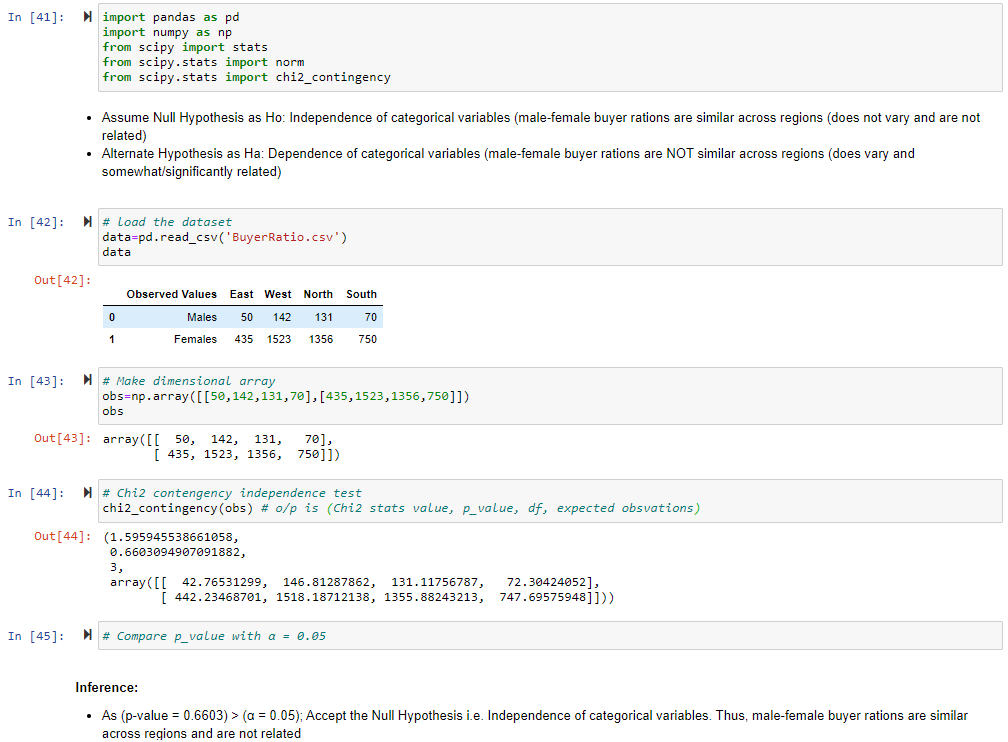 In [41]:
import pandas as pd
import numpy as np
from scipy import stats
from scipy.stats import norm
from scipy.stats import chi2_contingency
• Assume Null Hypothesis as Ho: Independence of categorical variables (male-female buyer rations are similar across regions (does not vary and are not
related)
• Alternate Hypothesis as Ha: Dependence of categorical variables (male-female buyer rations are NOT similar across regions (does vary and
somewhat/significantly related)
In [42]:
# load the dataset
data=pd.read_csv('BuyerRatio.csv')
data
Out[42]:
Observed Values East West North South
0 Males 50 142 131 70
1 Females 435 1523 1356 750
In [43]:
# Make dimensional array
obs=np.array([[50,142,131,70],[435,1523,1356,750]])
obs
Out[43]:
array([[ 50, 142, 131, 70],
[ 435, 1523, 1356, 750]])
In [44]:
# Chi2 contengency independence test
chi2_contingency(obs) # o/p is (Chi2 stats value, p_value, df, expected obsvations)
Out[44]:
(1.595945538661058,
0.6603094907091882,
3,
array([[ 42.76531299, 146.81287862, 131.11756787, 72.30424052],
[ 442.23468701, 1518.18712138, 1355.88243213, 747.69575948]]))
In [45]:
# Compare p_value with α = 0.05
Inference:
• As (p-value = 0.6603) > (α = 0.05); Accept the Null Hypothesis i.e. Independence of categorical variables. Thus, male-female buyer rations are similar
across regions and are not related